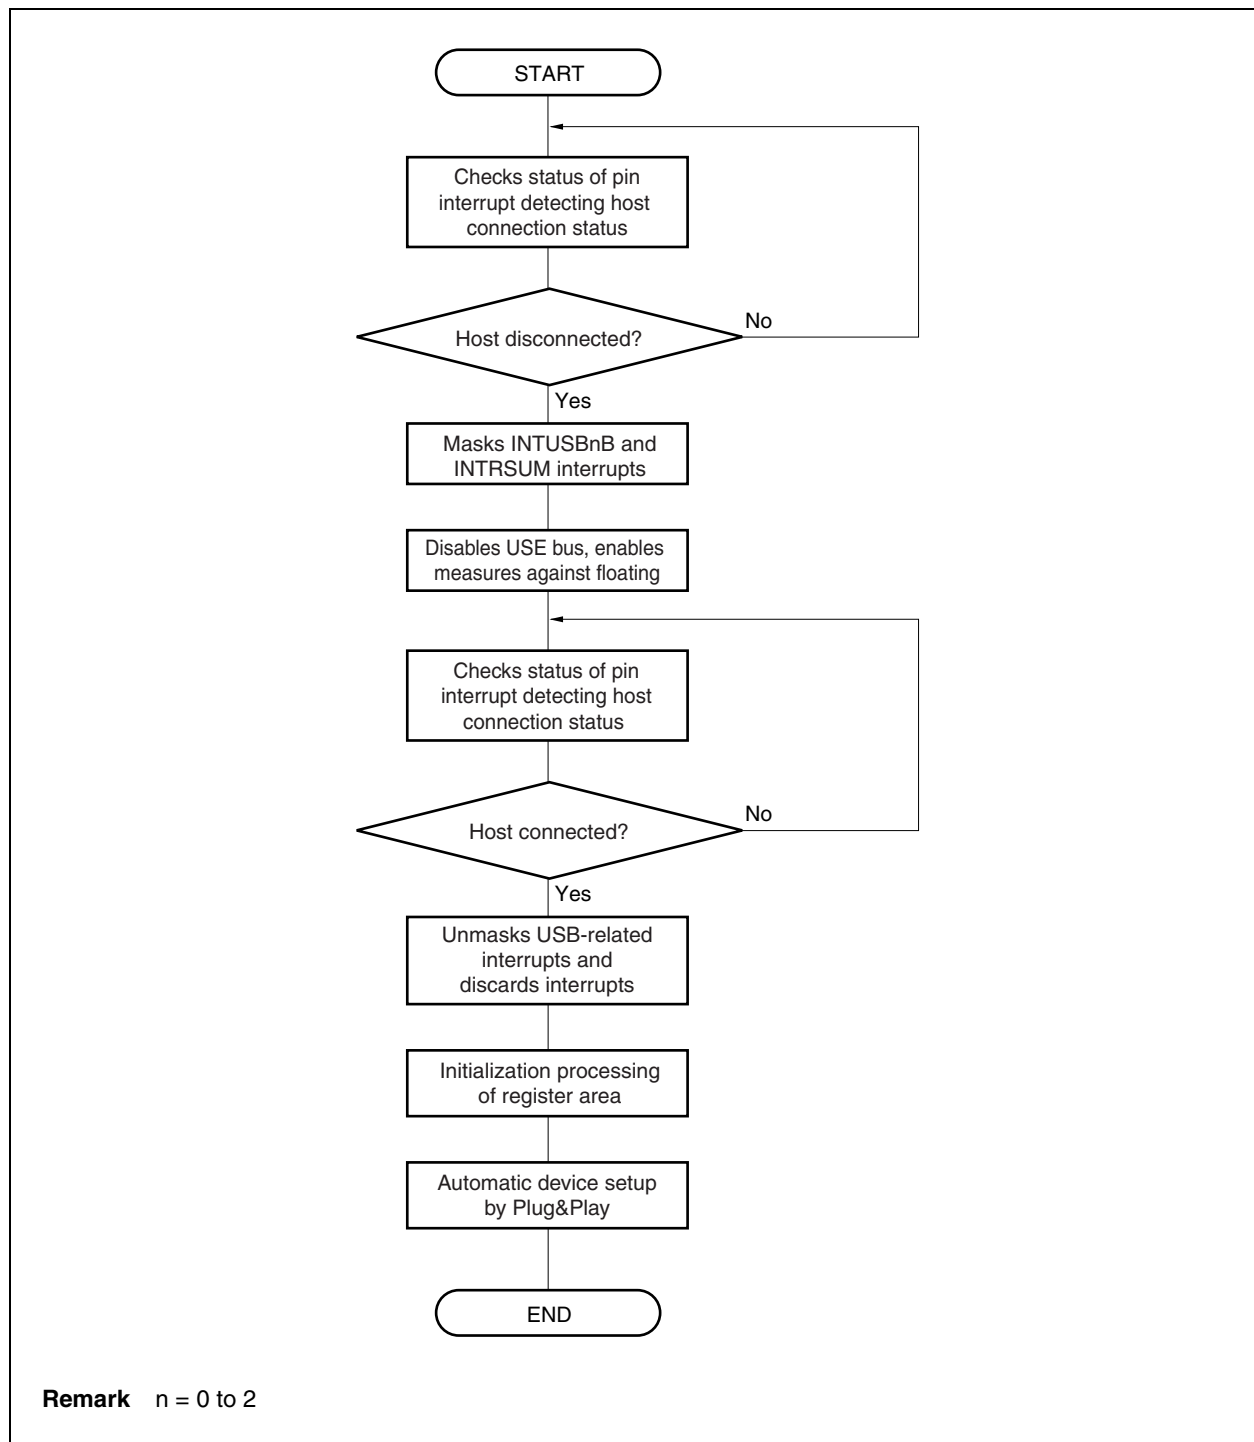 START
Checks status of pin
interrupt detecting host
connection status
Host disconnected?
No
Yes
Masks INTUSBnB and
INTRSUM interrupts
Disables USE bus, enables
measures against floating
Checks status of pin
interrupt detecting host
connection status
Host connected?
No
Yes
Unmasks USB-related
interrupts and
discards interrupts
Initialization processing
of register area
Automatic device setup
by Plug&Play
END
Remark n = 0 to 2